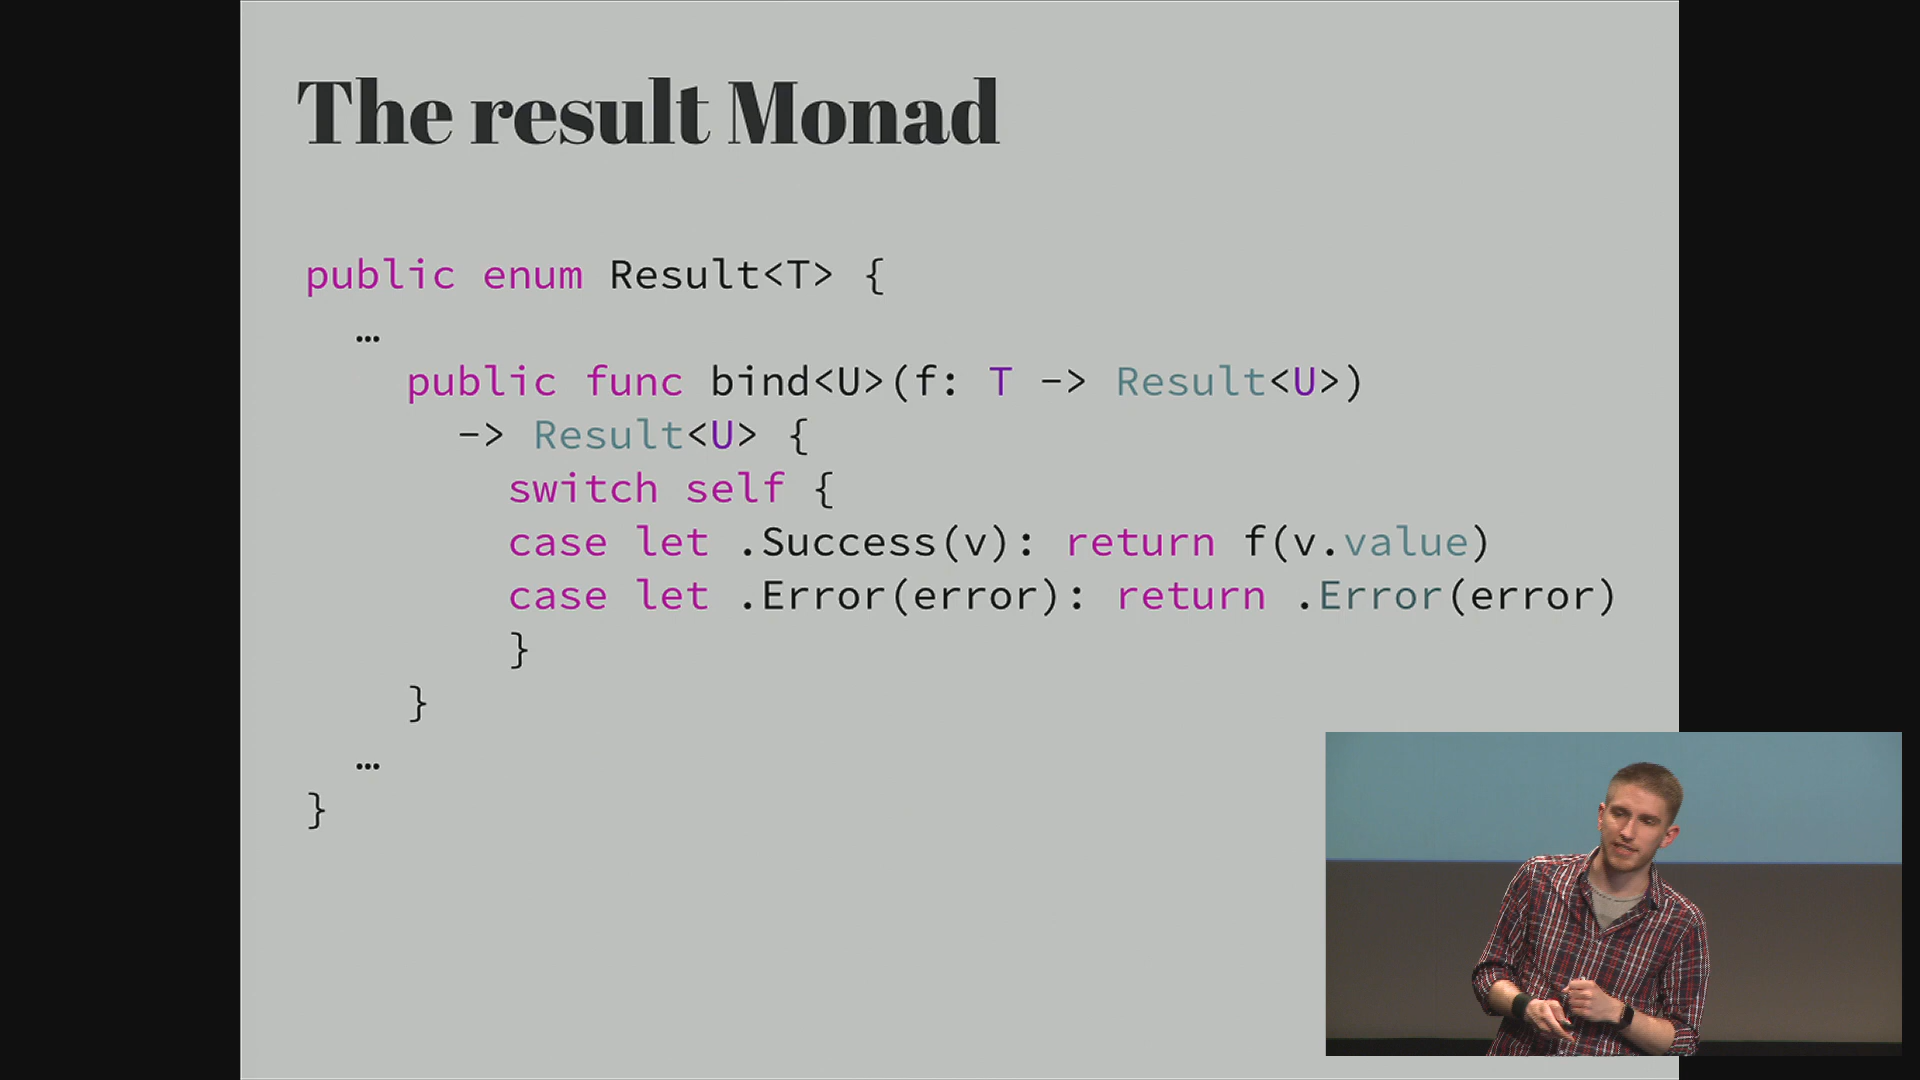 The result Monad
public enum Result<T> {
…
public func bind<U>(f: T -> Result<U>)
-> Result<U> {
switch self {
case let .Success(v): return f(v.value)
case let .Error(error): return .Error(error)
}
}
…
}